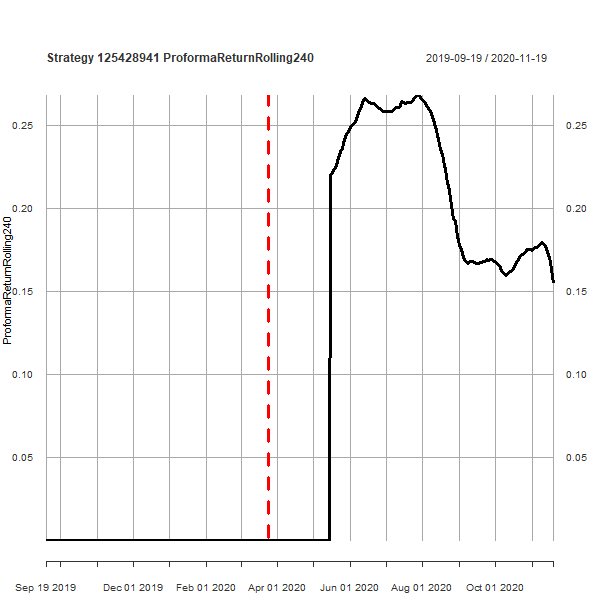 Strategy 125428941 ProformaReturnRolling240
2019-09-19 / 2020-11-19
ProformaReturnRolling240
0.25
0.20
0.15
0.10
0.05
0.25
0.20
0.15
0.10
0.05
Sep 19 2019
Dec 01 2019
Feb 01 2020
Apr 01 2020
Jun 01 2020
Aug 01 2020
Oct 01 2020